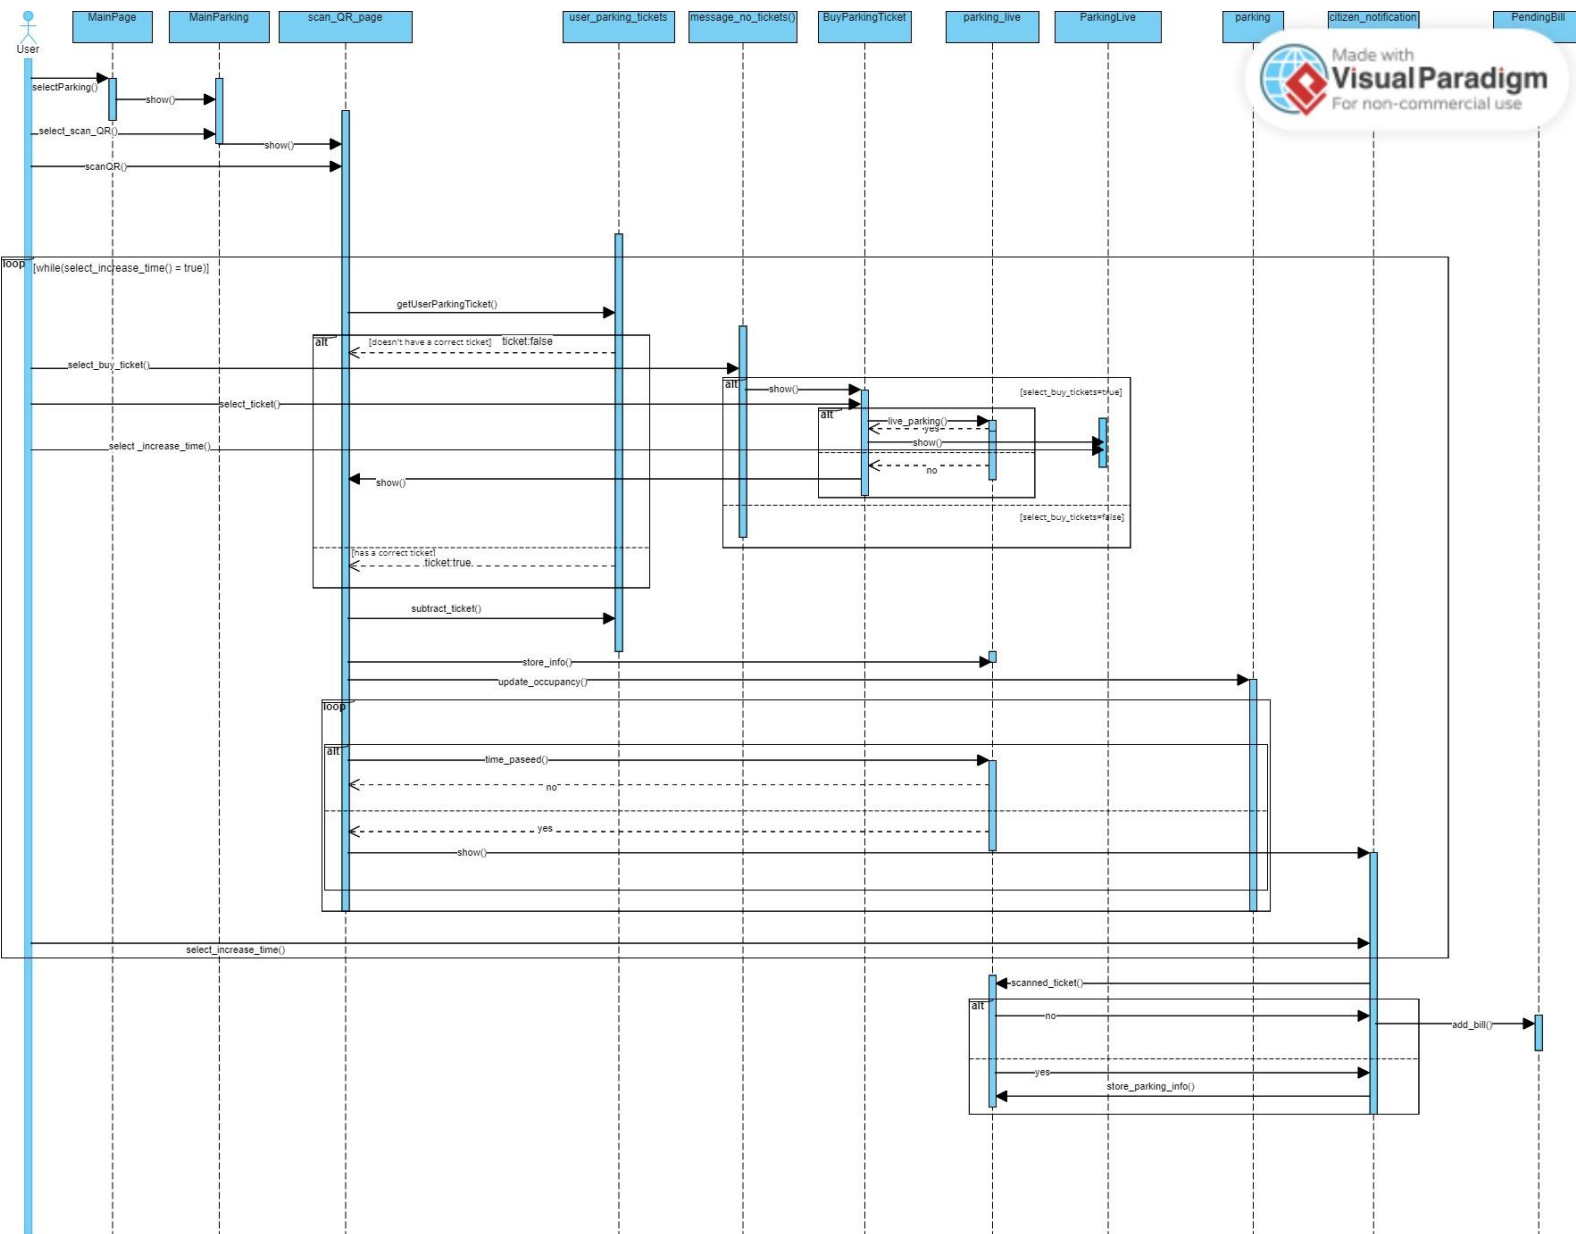 MainPage
MainParking
scan_QR_page
user_parking_tickets
message_no_tickets()
BuyParkingTicket
parking_live
ParkingLive
parking
citizen_notification
PendingBill
User
Made with
Visual Paradigm
For non-commercial use
selectParking()
show()
select_scan_QR()
show()
scanQR()
loop
[while(select_increase_time() = true)]
getUserParkingTicket()
alt
[doesn't have a correct ticket]
ticket:false
select_buy_ticket()
alt
show()
[select_buy_tickets=true]
select_ticket()
alt
live_parking()
yes
show()
select _increase_time()
no
show()
[select_buy_tickets=false]
[has a correct ticket]
ticket:true
subtract_ticket()
store_info()
update_occupancy()
loop
alt
time_paseed()
no
yes
show()
select_increase_time()
scanned_ticket()
alt
no
add_bill()
yes
store_parking_info()